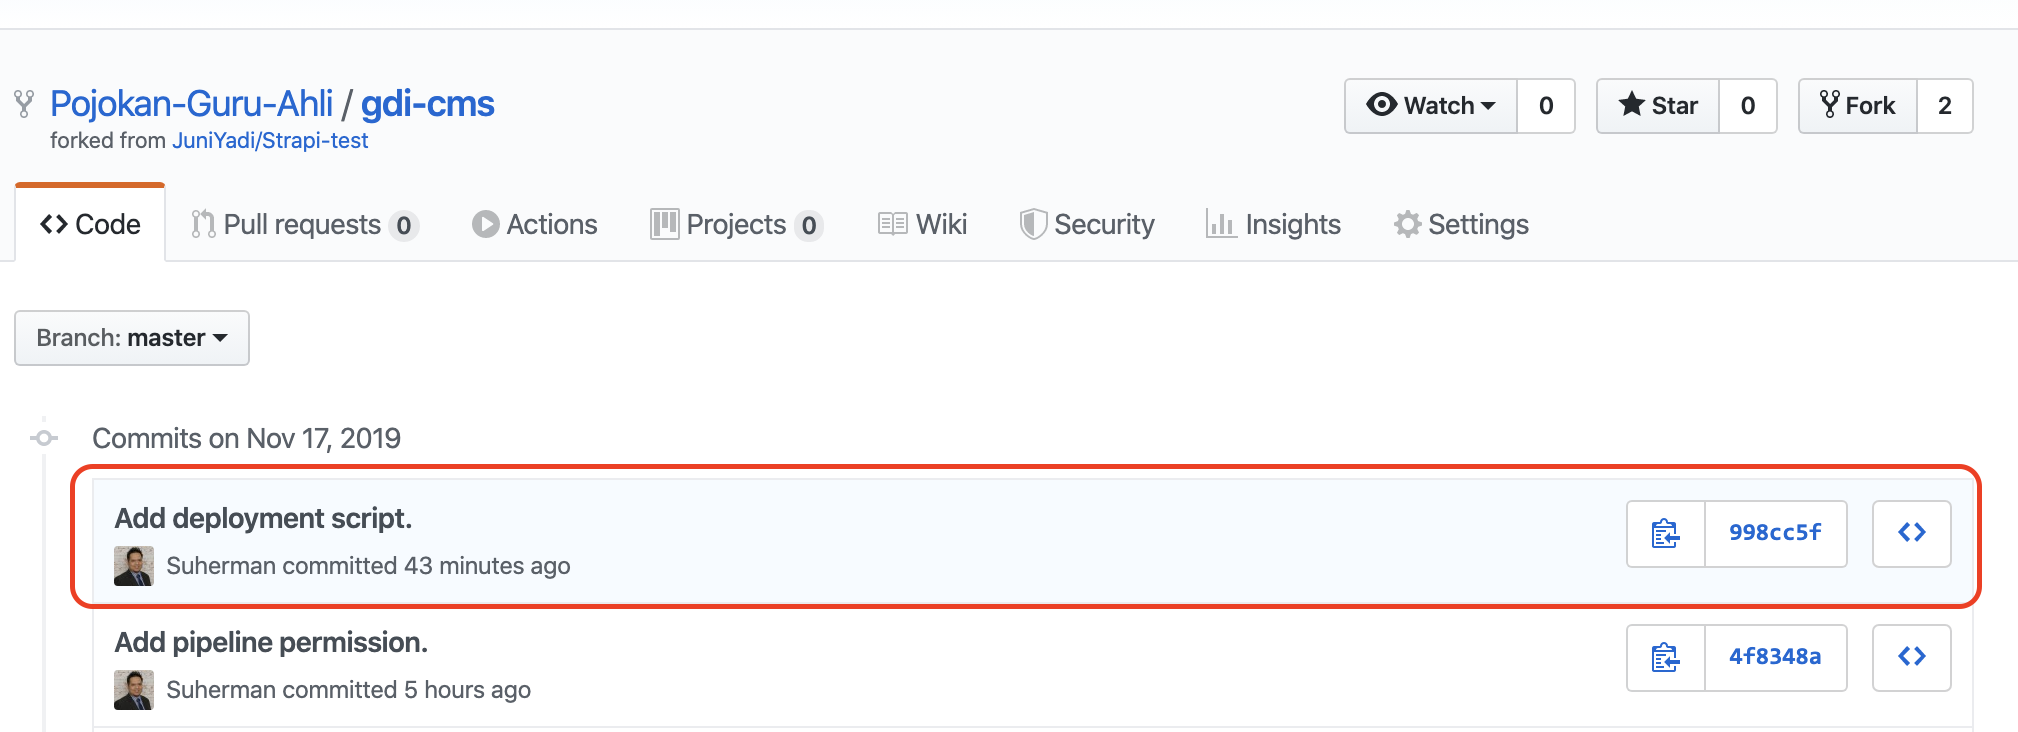 Pojokan-Guru-Ahli / gdi-cms
Watch 0 Star 0 Fork 2
forked from JuniYadi/Strapi-test
Code Pull requests 0 Actions Projects 0 Wiki Security Insights Settings
Branch: master
Commits on Nov 17, 2019
Add deployment script.
998cc5f
Suherman committed 43 minutes ago
Add pipeline permission.
4f8348a
Suherman committed 5 hours ago